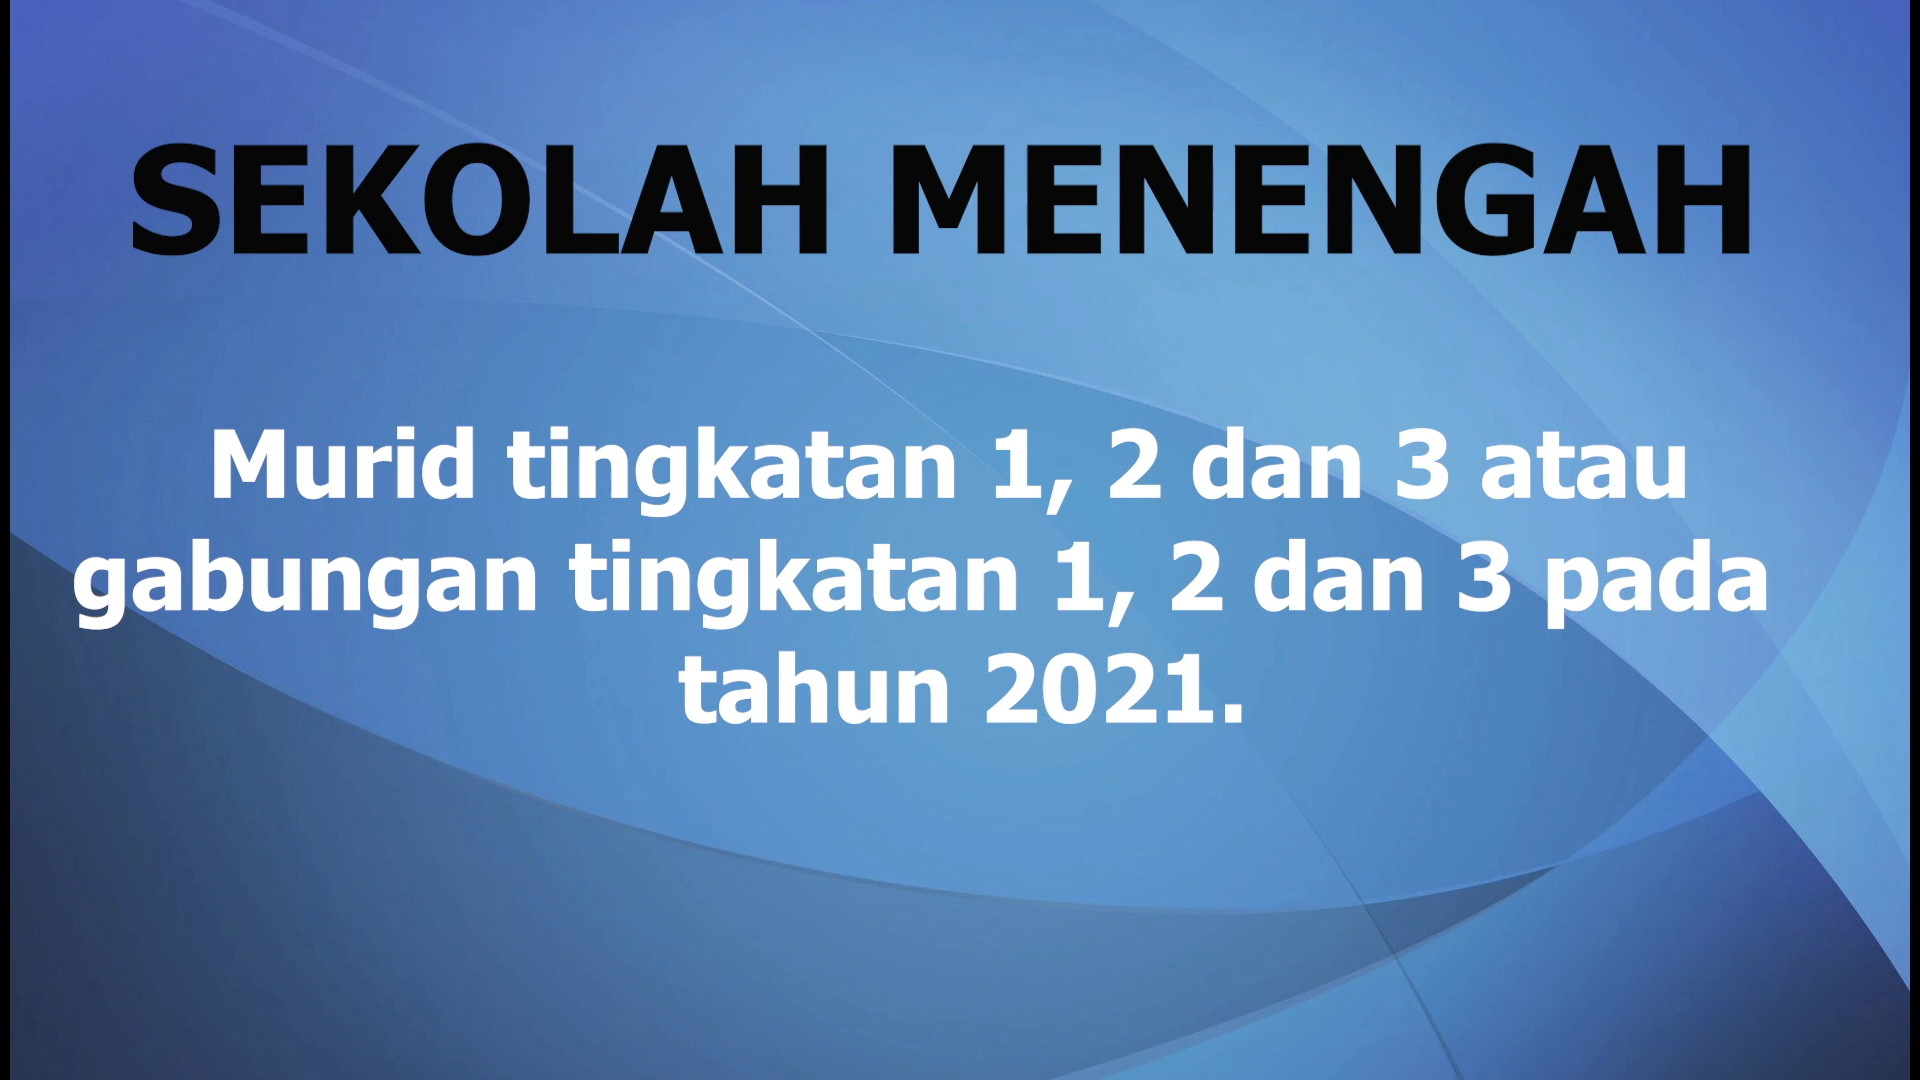 SEKOLAH MENENGAH
Murid tingkatan 1, 2 dan 3 atau
gabungan tingkatan 1, 2 dan 3 pada
tahun 2021.